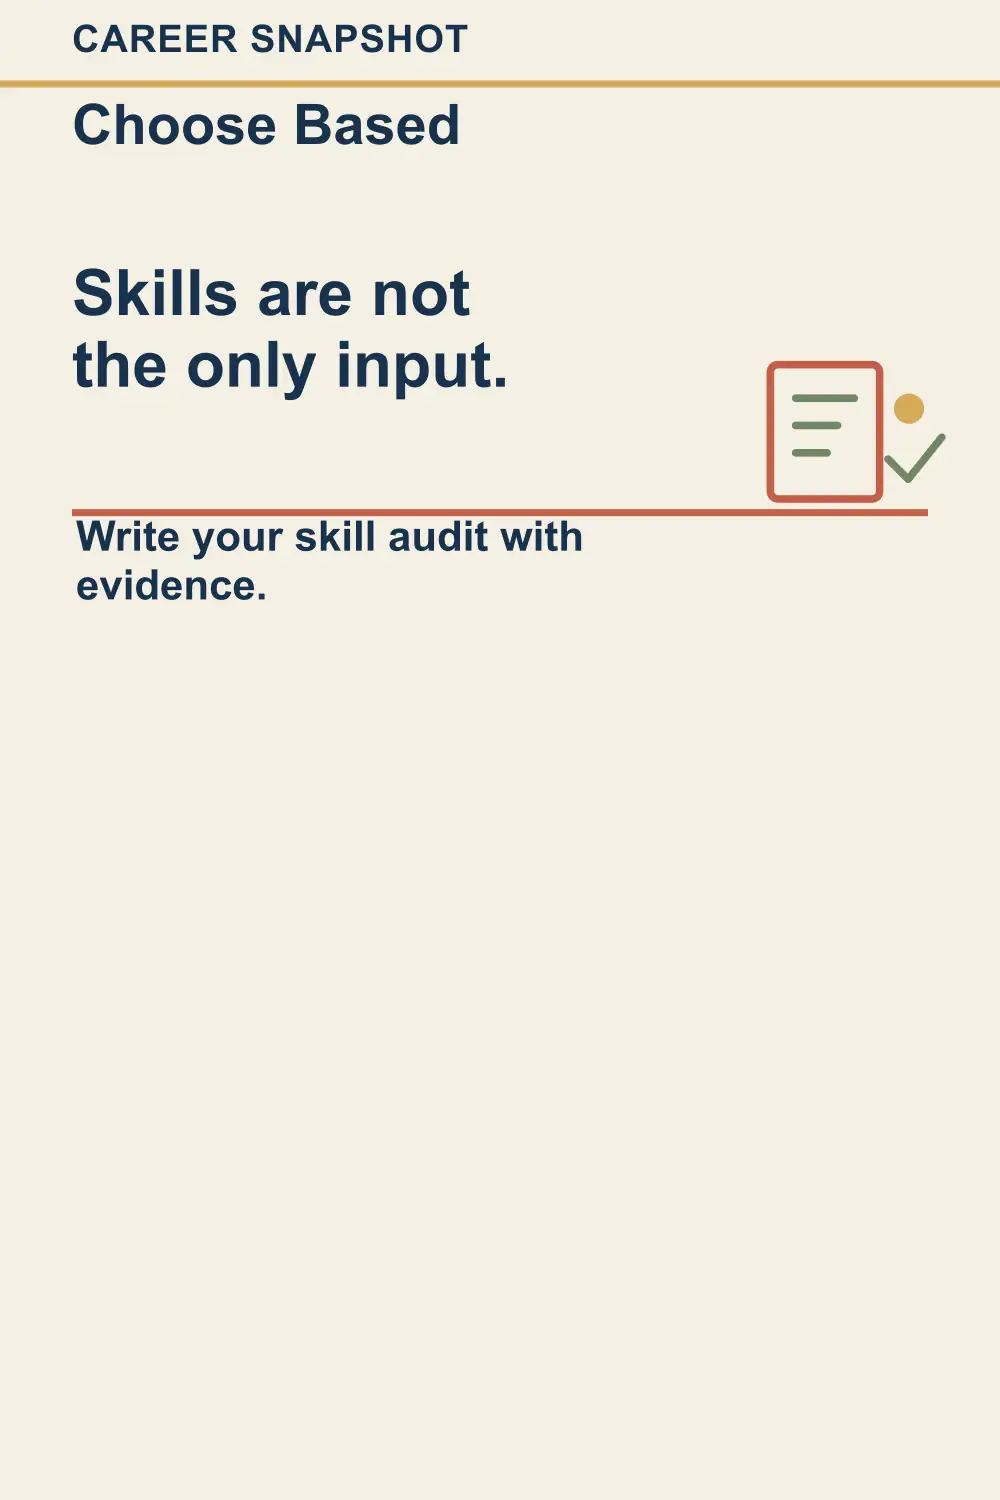 CAREER SNAPSHOT
Choose Based
Skills are not
the only input.
Write your skill audit with
evidence.